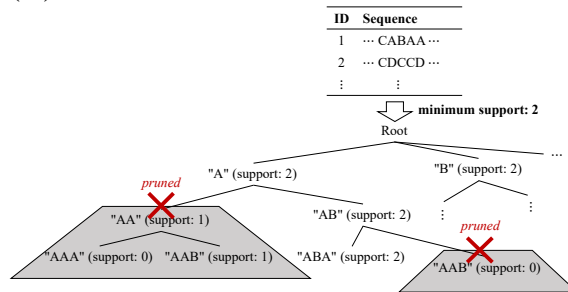 ID Sequence
1 ··· CABAA ···
2 ··· CDCCD ···
⋮ ⋮
minimum support: 2
Root
...
"A" (support: 2)
"B" (support: 2)
pruned
"AA" (support: 1)
"AB" (support: 2)
⋮ ⋮
pruned
"AAA" (support: 0) "AAB" (support: 1) "ABA" (support: 2)
"AAB" (support: 0)